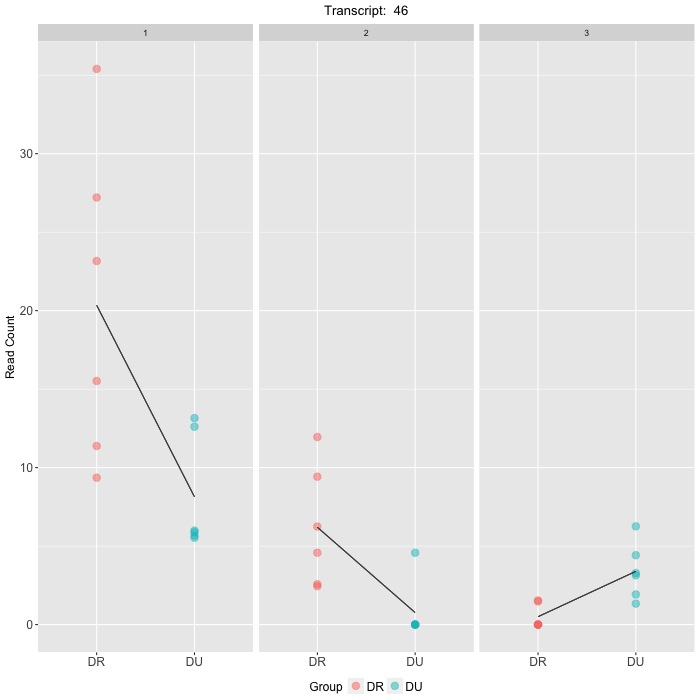 Transcript: 46
1 2 3
Read Count
30
20
10
0
DR DU DR DU DR DU
Group DR DU